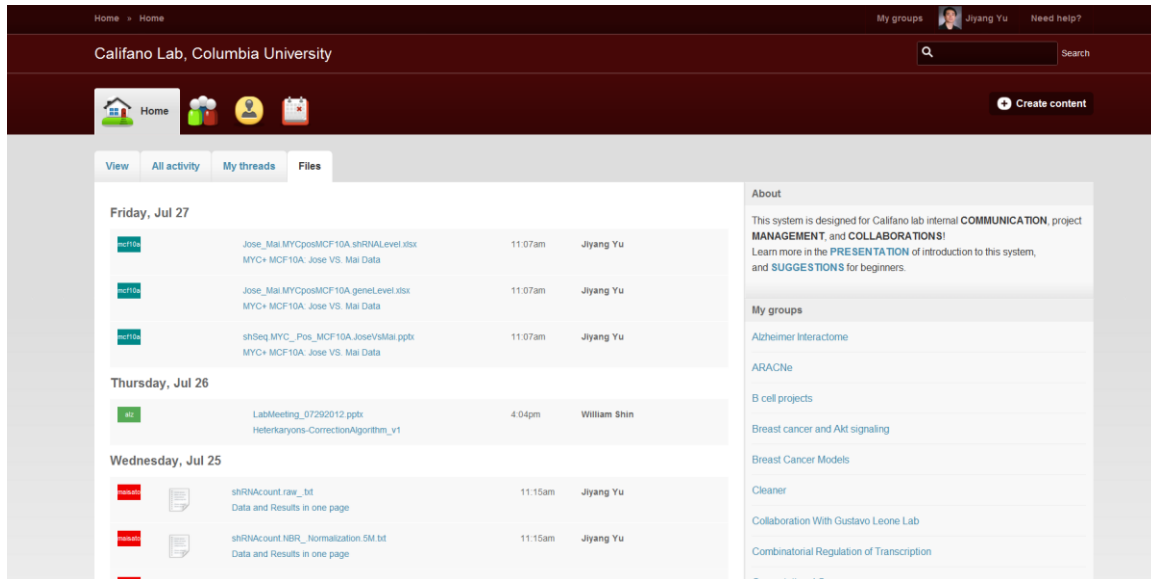 Home » Home
My groups Jiyang Yu Need help?
Califano Lab, Columbia University
Search
Home
Create content
View All activity My threads Files
Friday, Jul 27
mcf10a Jose_Mai.MYCposMCF10A.shRNALevel.xlsx 11:07am Jiyang Yu
MYC+ MCF10A: Jose VS. Mai Data
mcf10a Jose_Mai.MYCposMCF10A.geneLevel.xlsx 11:07am Jiyang Yu
MYC+ MCF10A: Jose VS. Mai Data
mcf10a shSeq.MYC_.Pos_MCF10A.JoseVsMai.pptx 11:07am Jiyang Yu
MYC+ MCF10A: Jose VS. Mai Data
Thursday, Jul 26
alz LabMeeting_07292012.pptx 4:04pm William Shin
Heterkaryons-CorrectionAlgorithm_v1
Wednesday, Jul 25
shRNAcount.raw_.txt 11:15am Jiyang Yu
Data and Results in one page
shRNAcount.NBR_.Normalization.5M.txt 11:15am Jiyang Yu
Data and Results in one page
About
This system is designed for Califano lab internal COMMUNICATION, project
MANAGEMENT, and COLLABORATIONS!
Learn more in the PRESENTATION of introduction to this system,
and SUGGESTIONS for beginners.
My groups
Alzheimer Interactome
ARACNe
B cell projects
Breast cancer and Akt signaling
Breast Cancer Models
Cleaner
Collaboration With Gustavo Leone Lab
Combinatorial Regulation of Transcription